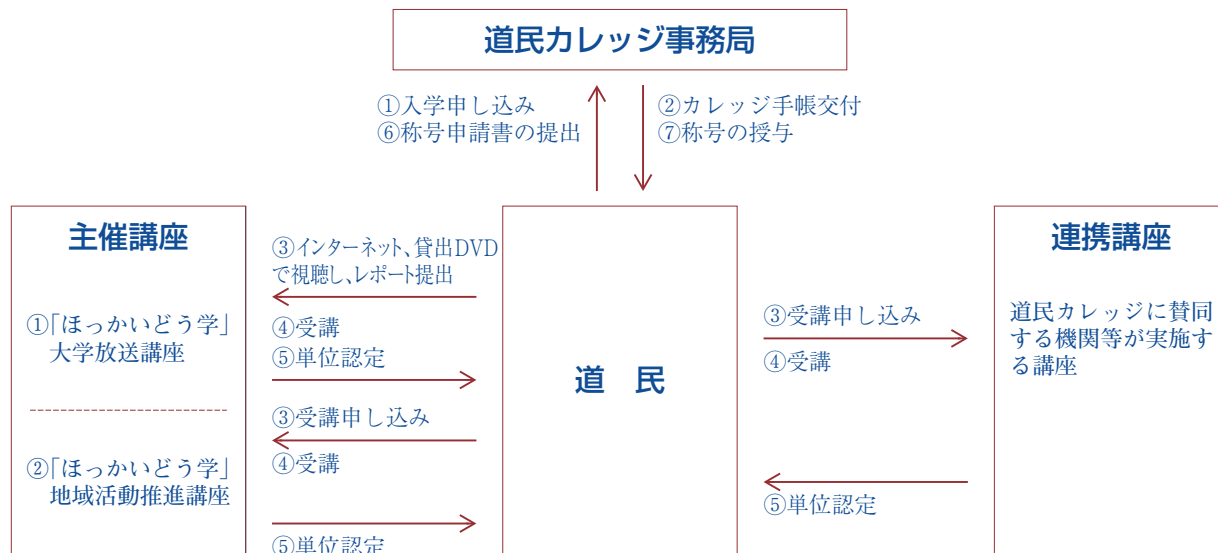 道民カレッジ事務局
①入学申し込み
⑥称号申請書の提出
②カレッジ手帳交付
⑦称号の授与
主催講座
①「ほっかいどう学」
大学放送講座
②「ほっかいどう学」
地域活動推進講座
③インターネット、貸出DVD
で視聴し、レポート提出
④受講
⑤単位認定
③受講申し込み
④受講
⑤単位認定
道　民
③受講申し込み
④受講
⑤単位認定
連携講座
道民カレッジに賛同
する機関等が実施す
る講座